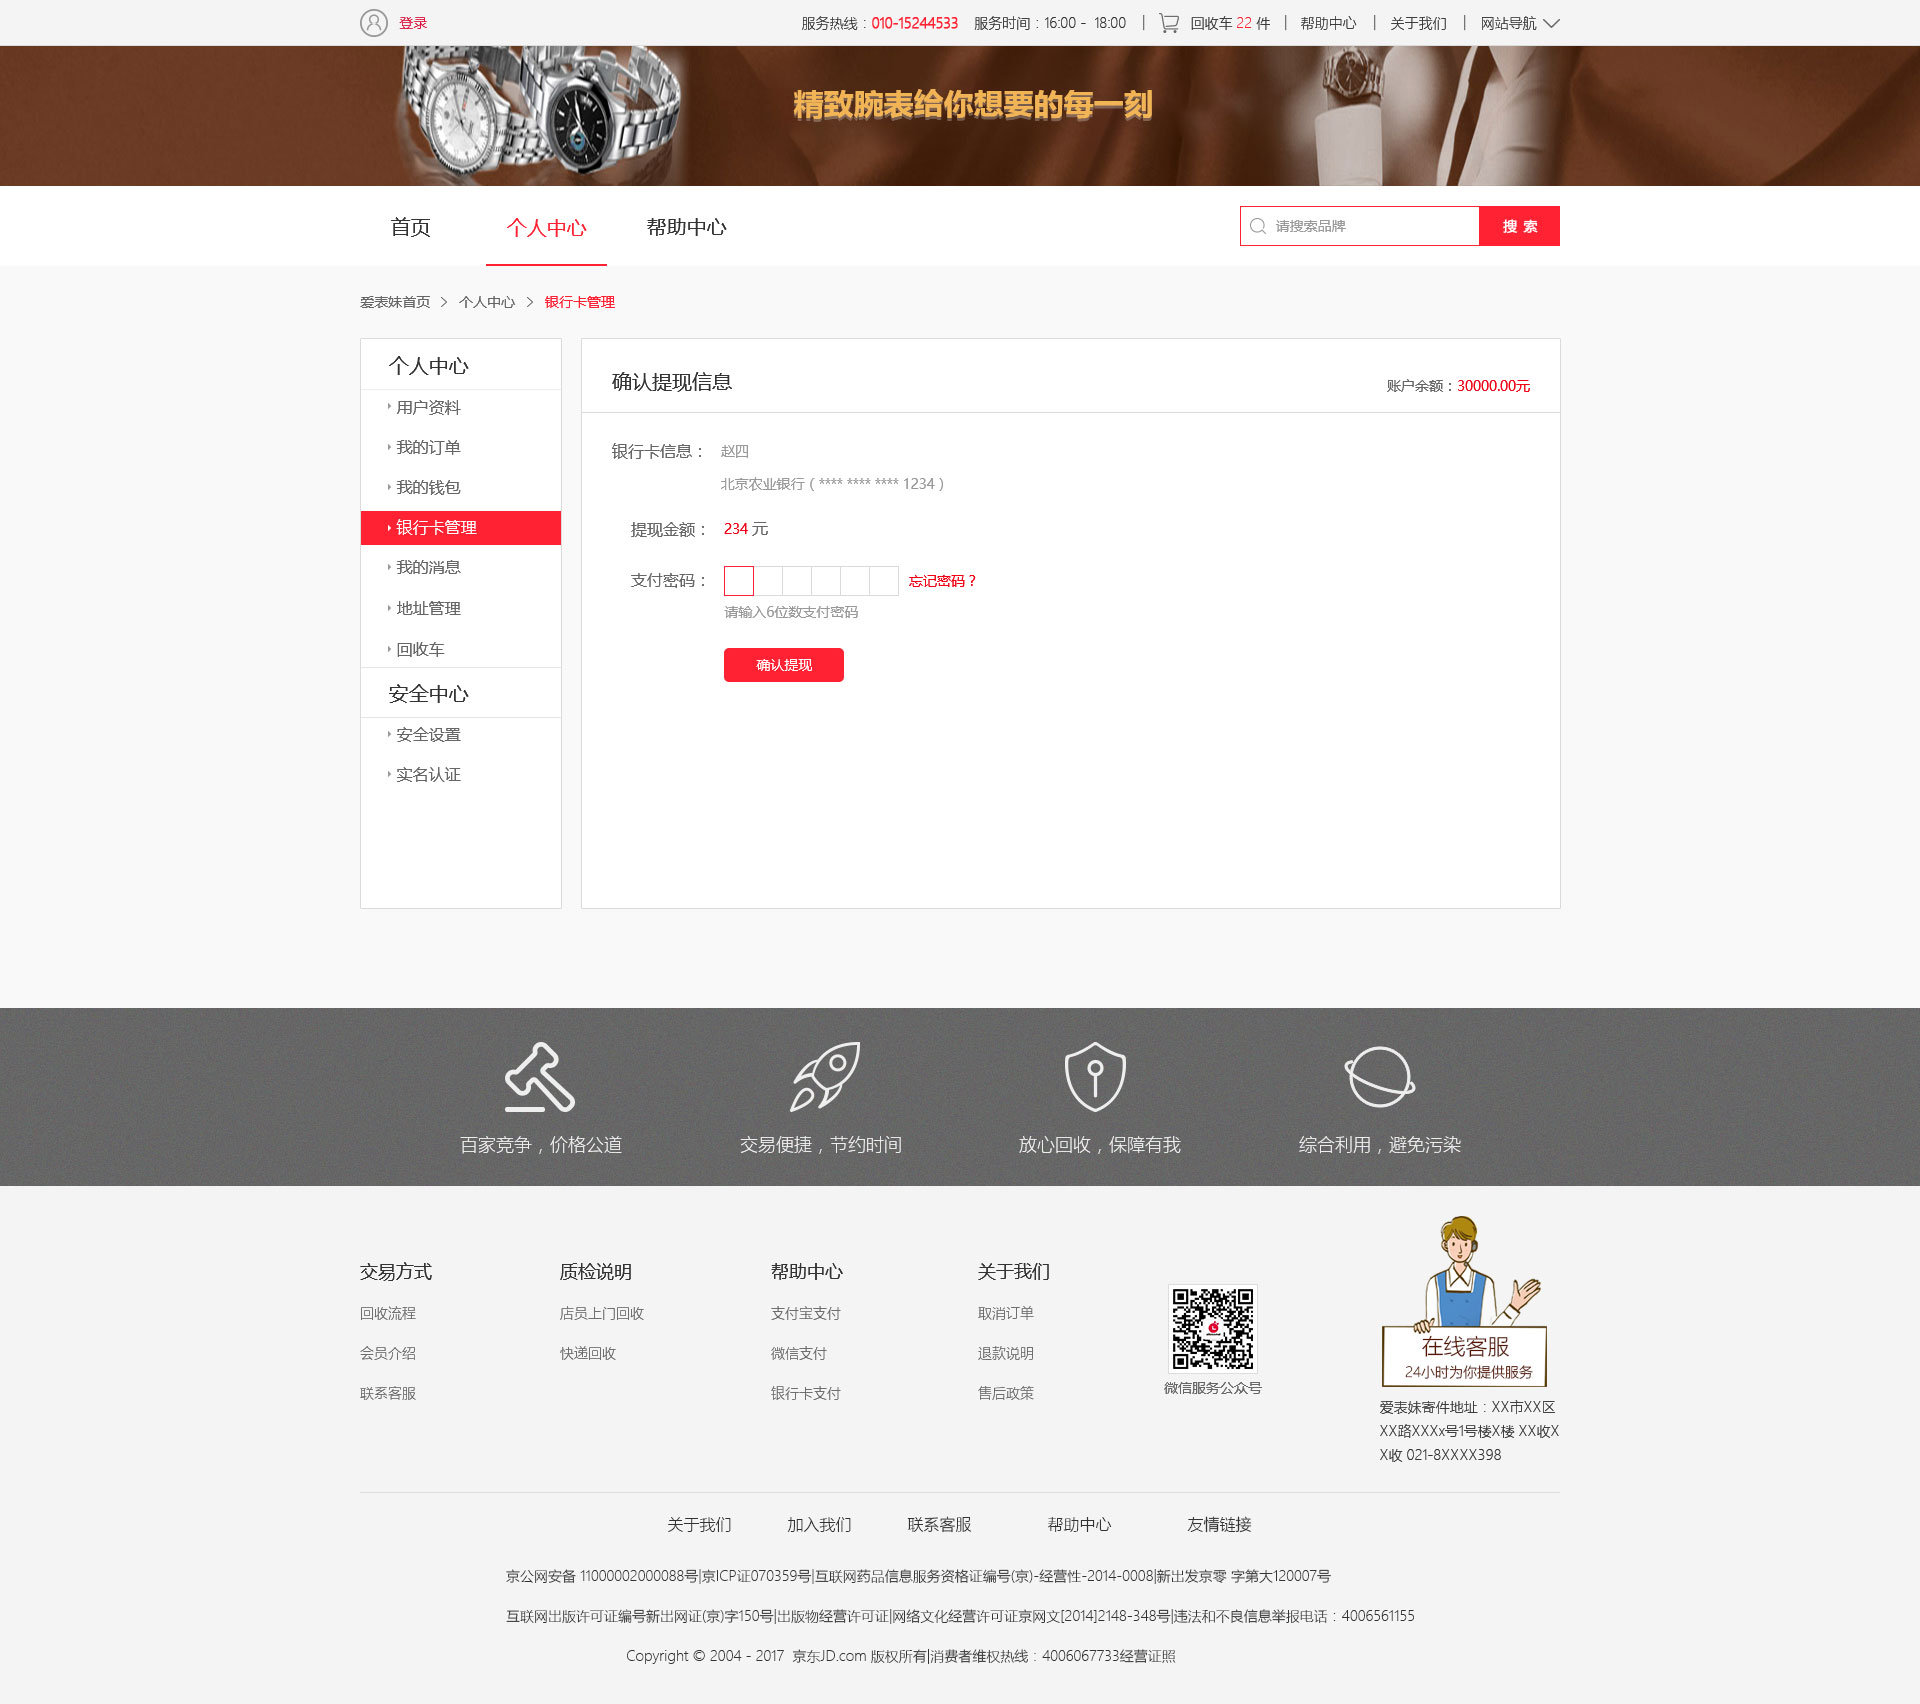 登录
服务热线：010-15244533 服务时间：16:00 - 18:00 | 回收车 22 件 | 帮助中心 | 关于我们 | 网站导航
精致腕表给你想要的每一刻
首页 个人中心 帮助中心 请搜索品牌 搜 索
爱表妹首页 > 个人中心 > 银行卡管理
个人中心
用户资料
我的订单
我的钱包
银行卡管理
我的消息
地址管理
回收车
安全中心
安全设置
实名认证
确认提现信息 账户余额：30000.00元
银行卡信息： 赵四
北京农业银行 ( **** **** **** 1234 )
提现金额： 234 元
支付密码： 忘记密码？
请输入6位数支付密码
确认提现
百家竞争，价格公道 交易便捷，节约时间 放心回收，保障有我 综合利用，避免污染
交易方式
回收流程
会员介绍
联系客服
质检说明
店员上门回收
快递回收
帮助中心
支付宝支付
微信支付
银行卡支付
关于我们
取消订单
退款说明
售后政策
微信服务公众号
在线客服
24小时为你提供服务
爱表妹寄件地址：XX市XX区
XX路XXXx号1号楼X楼 XX收X
X收 021-8XXXX398
关于我们 加入我们 联系客服 帮助中心 友情链接
京公网安备 11000002000088号|京ICP证070359号|互联网药品信息服务资格证编号(京)-经营性-2014-0008|新出发京零 字第大120007号
互联网出版许可证编号新出网证(京)字150号|出版物经营许可证|网络文化经营许可证京网文[2014]2148-348号|违法和不良信息举报电话：4006561155
Copyright © 2004 - 2017 京东JD.com 版权所有|消费者维权热线：4006067733经营证照